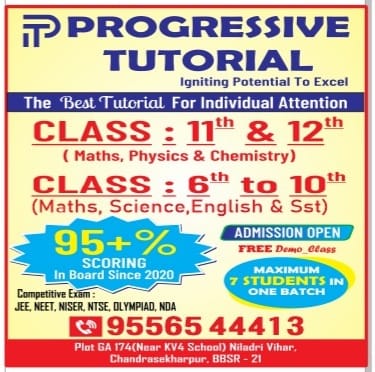 PT PROGRESSIVE
TUTORIAL
Igniting Potential To Excel
The Best Tutorial For Individual Attention
CLASS : 11th & 12th
( Maths, Physics & Chemistry)
CLASS : 6th to 10th
(Maths, Science,English & Sst)
95+%
SCORING
In Board Since 2020
ADMISSION OPEN
FREE Demo_Class
MAXIMUM
7 STUDENTS IN
ONE BATCH
Competitive Exam :
JEE, NEET, NISER, NTSE, OLYMPIAD, NDA
95565 44413
Plot GA 174(Near KV4 School) Niladri Vihar,
Chandrasekharpur, BBSR - 21